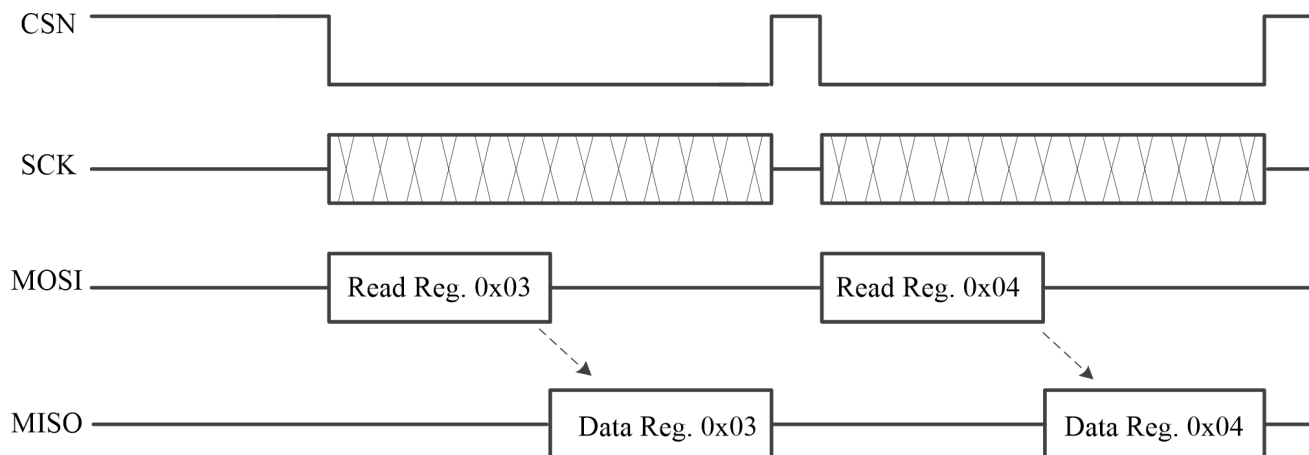 CSN
SCK
MOSI
Read Reg. 0x03
Read Reg. 0x04
MISO
Data Reg. 0x03
Data Reg. 0x04